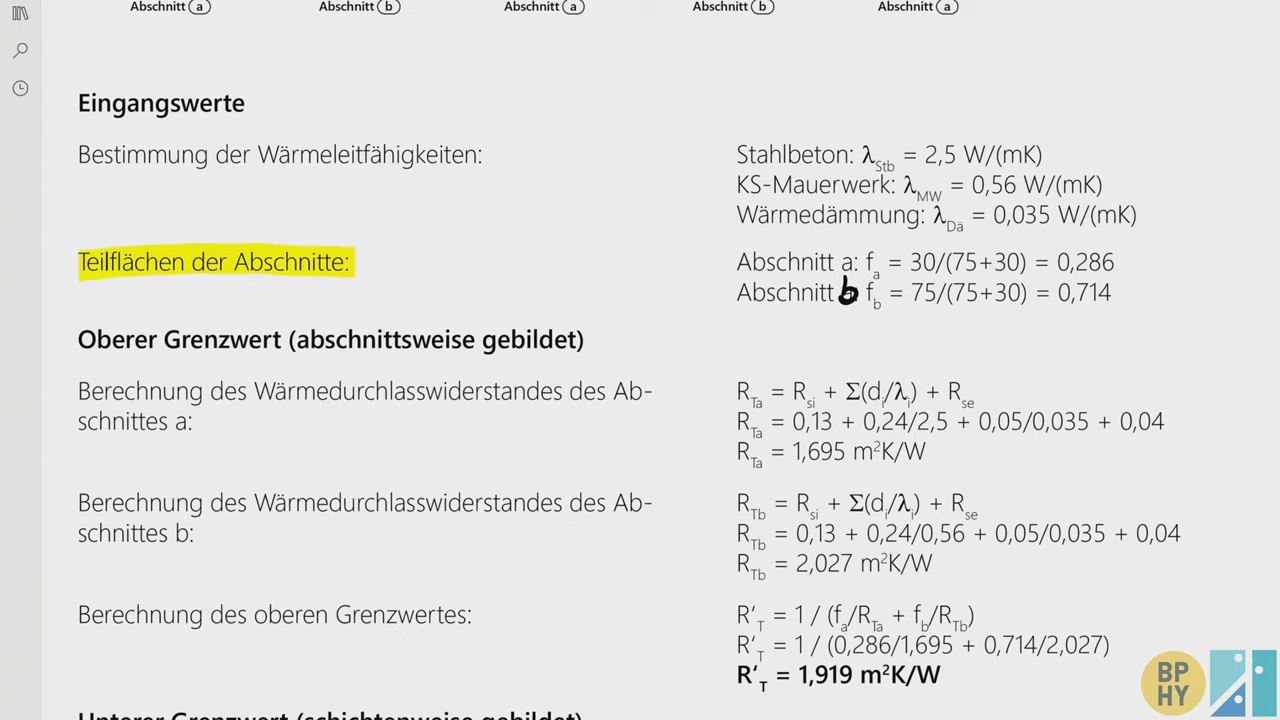 Abschnitt a Abschnitt b Abschnitt a Abschnitt b Abschnitt a
Eingangswerte
Bestimmung der Wärmeleitfähigkeiten:
Stahlbeton: λStb = 2,5 W/(mK)
KS-Mauerwerk: λMW = 0,56 W/(mK)
Wärmedämmung: λDä = 0,035 W/(mK)
Teilflächen der Abschnitte:
Abschnitt a: fa = 30/(75+30) = 0,286
Abschnitt b fb = 75/(75+30) = 0,714
Oberer Grenzwert (abschnittsweise gebildet)
Berechnung des Wärmedurchlasswiderstandes des Ab-
schnittes a:
RTa = Rsi + Σ(di/λi) + Rse
RTa = 0,13 + 0,24/2,5 + 0,05/0,035 + 0,04
RTa = 1,695 m²K/W
Berechnung des Wärmedurchlasswiderstandes des Ab-
schnittes b:
RTb = Rsi + Σ(di/λi) + Rse
RTb = 0,13 + 0,24/0,56 + 0,05/0,035 + 0,04
RTb = 2,027 m²K/W
Berechnung des oberen Grenzwertes:
R‘T = 1 / (fa/RTa + fb/RTb)
R‘T = 1 / (0,286/1,695 + 0,714/2,027)
R‘T = 1,919 m²K/W
Unterer Grenzwert (schichtenweise gebildet)
BP
HY